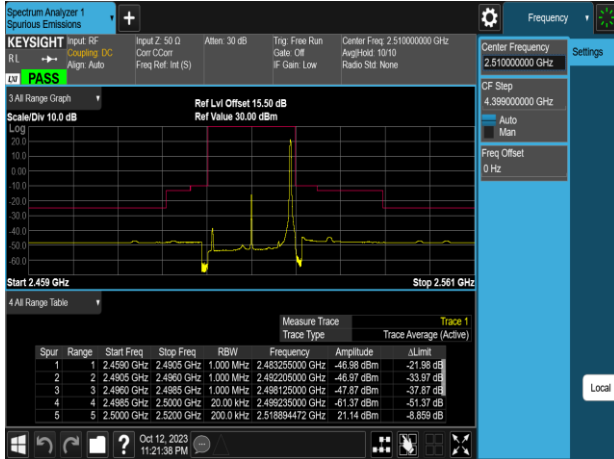 Spectrum Analyzer 1
Spurious Emissions
Frequency
KEYSIGHT Input: RF Input Z: 50 Ω Atten: 30 dB Trig: Free Run Center Freq: 2.510000000 GHz
RL Coupling: DC Corr CCorr Gate: Off Avg|Hold: 10/10
Align: Auto Freq Ref: Int (S) IF Gain: Low Radio Std: None
LXI PASS
Center Frequency
2.510000000 GHz
Settings
CF Step
4.399000000 GHz
Auto
Man
Freq Offset
0 Hz
3 All Range Graph
Ref Lvl Offset 15.50 dB
Scale/Div 10.0 dB Ref Value 30.00 dBm
Log
20.0
10.0
0.00
-10.0
-20.0
-30.0
-40.0
-50.0
-60.0
Start 2.459 GHz Stop 2.561 GHz
4 All Range Table
Measure Trace Trace 1
Trace Type Trace Average (Active)
Spur Range Start Freq Stop Freq RBW Frequency Amplitude ΔLimit
1 1 2.4590 GHz 2.4905 GHz 1.000 MHz 2.483255000 GHz -46.98 dBm -21.98 dB
2 2 2.4905 GHz 2.4960 GHz 1.000 MHz 2.492205000 GHz -46.97 dBm -33.97 dB
3 3 2.4960 GHz 2.4985 GHz 1.000 MHz 2.498125000 GHz -47.87 dBm -37.87 dB
4 4 2.4985 GHz 2.5000 GHz 20.00 kHz 2.499235000 GHz -61.37 dBm -51.37 dB
5 5 2.5000 GHz 2.5200 GHz 200.0 kHz 2.518894472 GHz 21.14 dBm -8.859 dB
Local
? Oct 12, 2023
11:21:38 PM